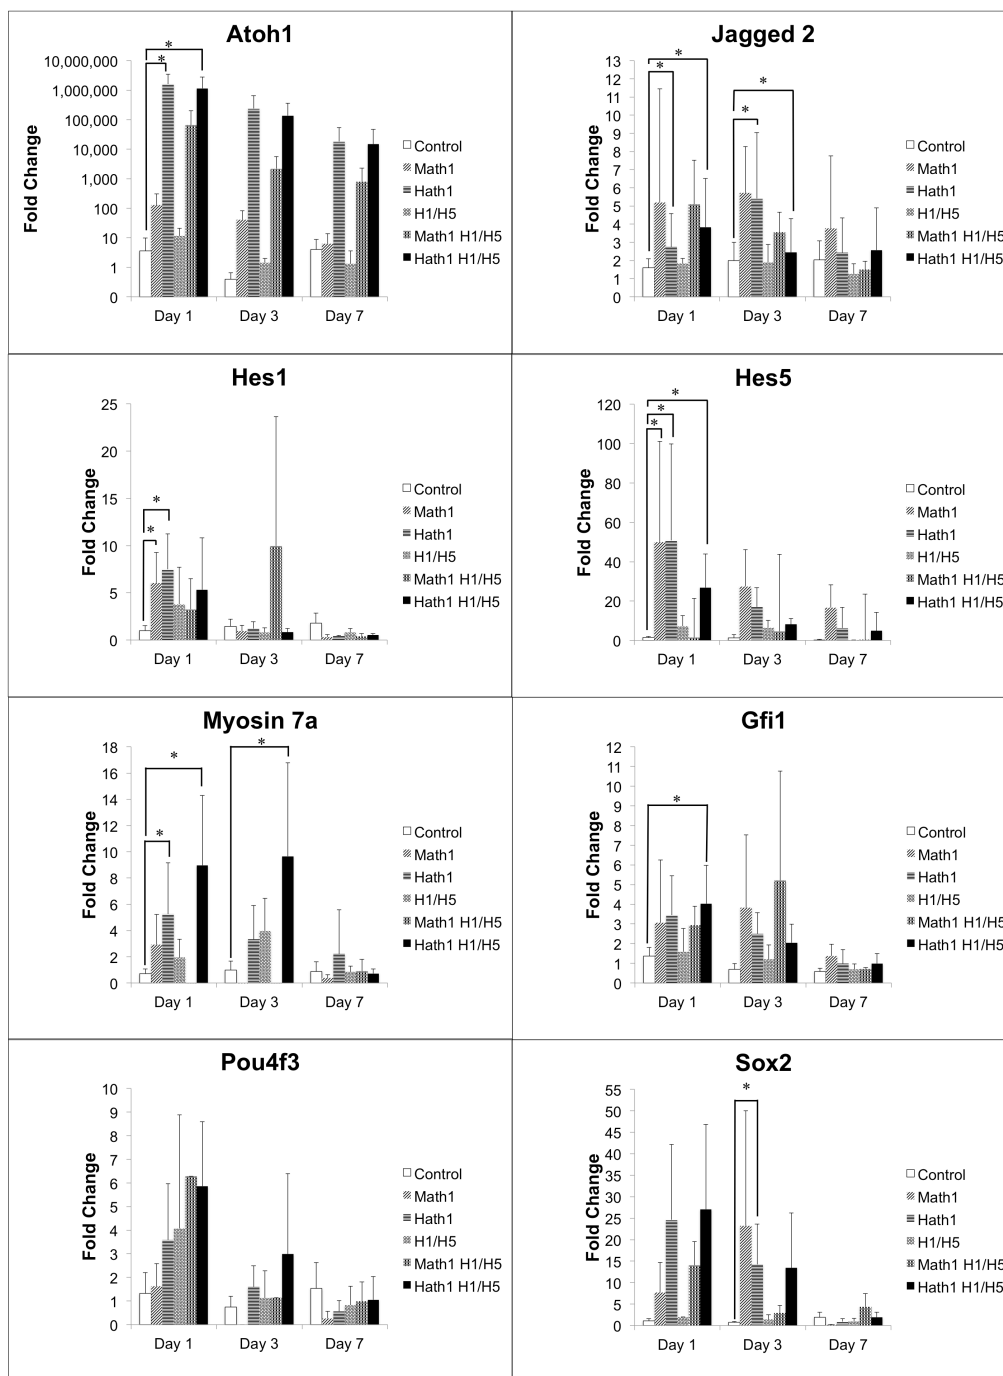 Atoh1
10,000,000
1,000,000
100,000
10,000
1,000
100
10
1
0
Fold Change
* *
Day 1 Day 3 Day 7
Control
Math1
Hath1
H1/H5
Math1 H1/H5
Hath1 H1/H5
Jagged 2
13
12
11
10
9
8
7
6
5
4
3
2
1
0
Fold Change
* * * *
Day 1 Day 3 Day 7
Control
Math1
Hath1
H1/H5
Math1 H1/H5
Hath1 H1/H5
Hes1
25
20
15
10
5
0
Fold Change
* *
Day 1 Day 3 Day 7
Control
Math1
Hath1
H1/H5
Math1 H1/H5
Hath1 H1/H5
Hes5
120
100
80
60
40
20
0
Fold Change
* * *
Day 1 Day 3 Day 7
Control
Math1
Hath1
H1/H5
Math1 H1/H5
Hath1 H1/H5
Myosin 7a
18
16
14
12
10
8
6
4
2
0
Fold Change
* * *
Day 1 Day 3 Day 7
Control
Math1
Hath1
H1/H5
Math1 H1/H5
Hath1 H1/H5
Gfi1
12
11
10
9
8
7
6
5
4
3
2
1
0
Fold Change
*
Day 1 Day 3 Day 7
Control
Math1
Hath1
H1/H5
Math1 H1/H5
Hath1 H1/H5
Pou4f3
10
9
8
7
6
5
4
3
2
1
0
Fold Change
Day 1 Day 3 Day 7
Control
Math1
Hath1
H1/H5
Math1 H1/H5
Hath1 H1/H5
Sox2
55
50
45
40
35
30
25
20
15
10
5
0
Fold Change
*
Day 1 Day 3 Day 7
Control
Math1
Hath1
H1/H5
Math1 H1/H5
Hath1 H1/H5